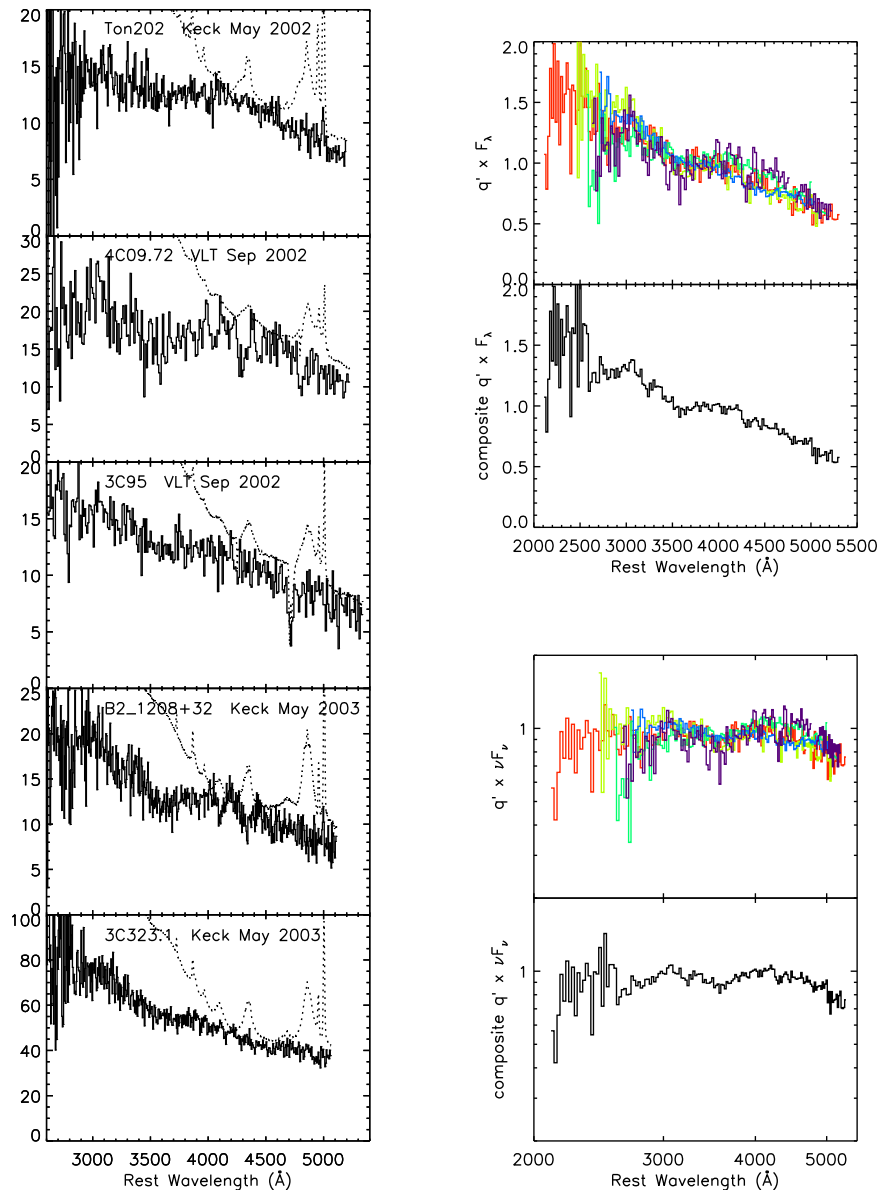 Ton202 Keck May 2002
20
15
10
5
0
4C09.72 VLT Sep 2002
30
25
20
15
10
5
0
3C95 VLT Sep 2002
20
15
10
5
0
B2_1208+32 Keck May 2003
25
20
15
10
5
0
3C323.1 Keck May 2003
100
80
60
40
20
0
3000 3500 4000 4500 5000
Rest Wavelength (Å)
q' x Fλ
2.0
1.5
1.0
0.5
0.0
composite q' x Fλ
2.0
1.5
1.0
0.5
0.0
2000 2500 3000 3500 4000 4500 5000 5500
Rest Wavelength (Å)
q' x νFν
1
composite q' x νFν
1
2000 3000 4000 5000
Rest Wavelength (Å)